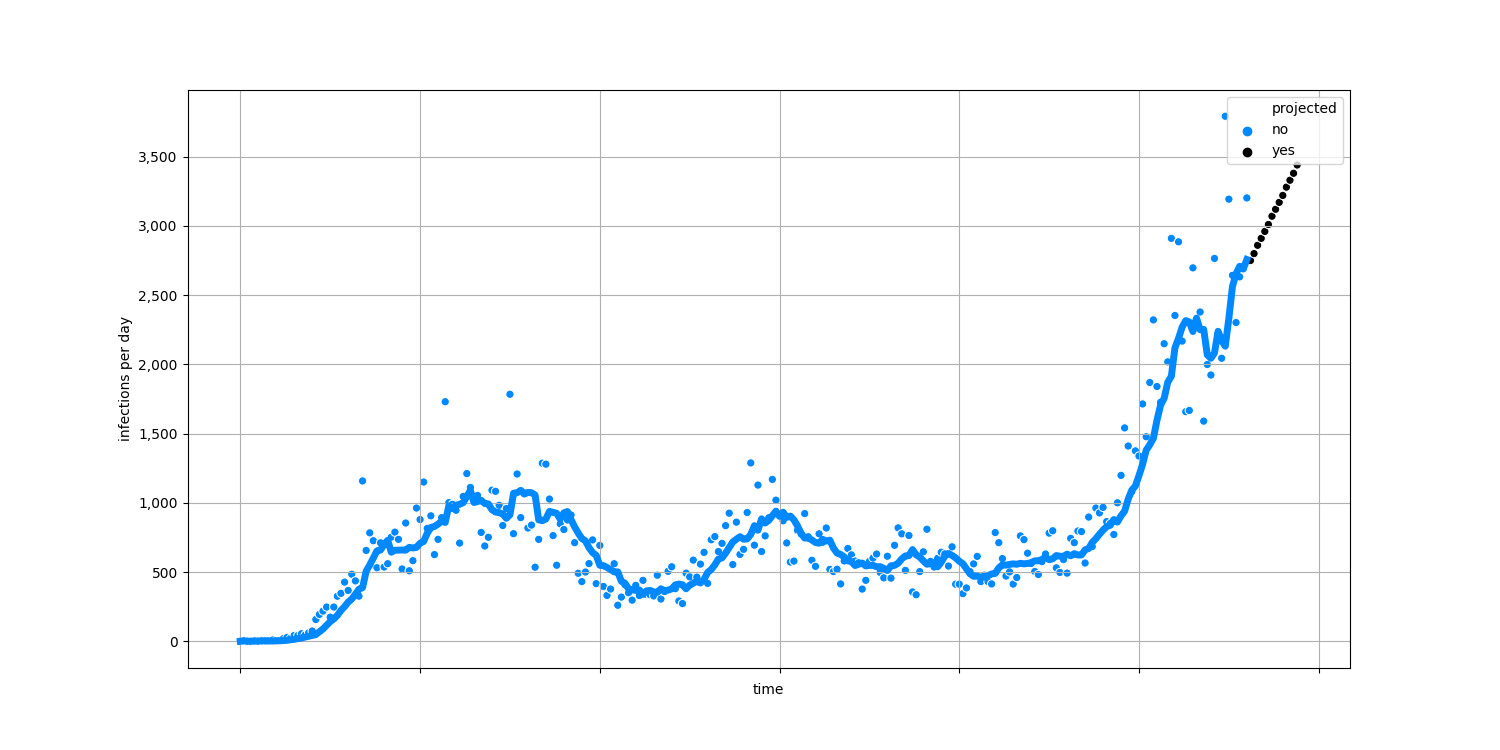 projected
no
yes
3,500
3,000
2,500
2,000
1,500
1,000
500
0
infections per day
time